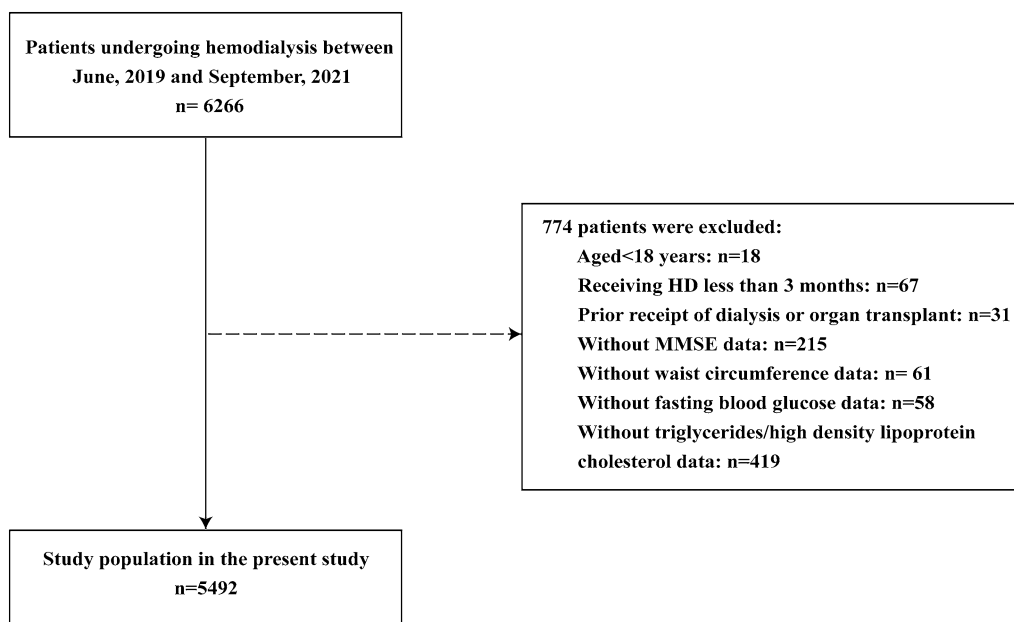 Patients undergoing hemodialysis between
June, 2019 and September, 2021
n= 6266
774 patients were excluded:
Aged<18 years: n=18
Receiving HD less than 3 months: n=67
Prior receipt of dialysis or organ transplant: n=31
Without MMSE data: n=215
Without waist circumference data: n= 61
Without fasting blood glucose data: n=58
Without triglycerides/high density lipoprotein
cholesterol data: n=419
Study population in the present study
n=5492